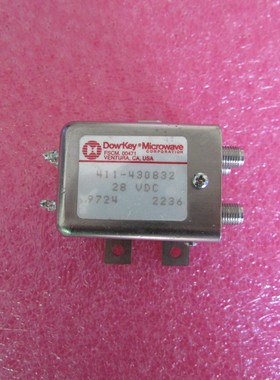 Dow-Key® Microwave
CORPORATION
FSCM. 00471
VENTURA, CA, USA
411-430832
28 VDC
9724 2236